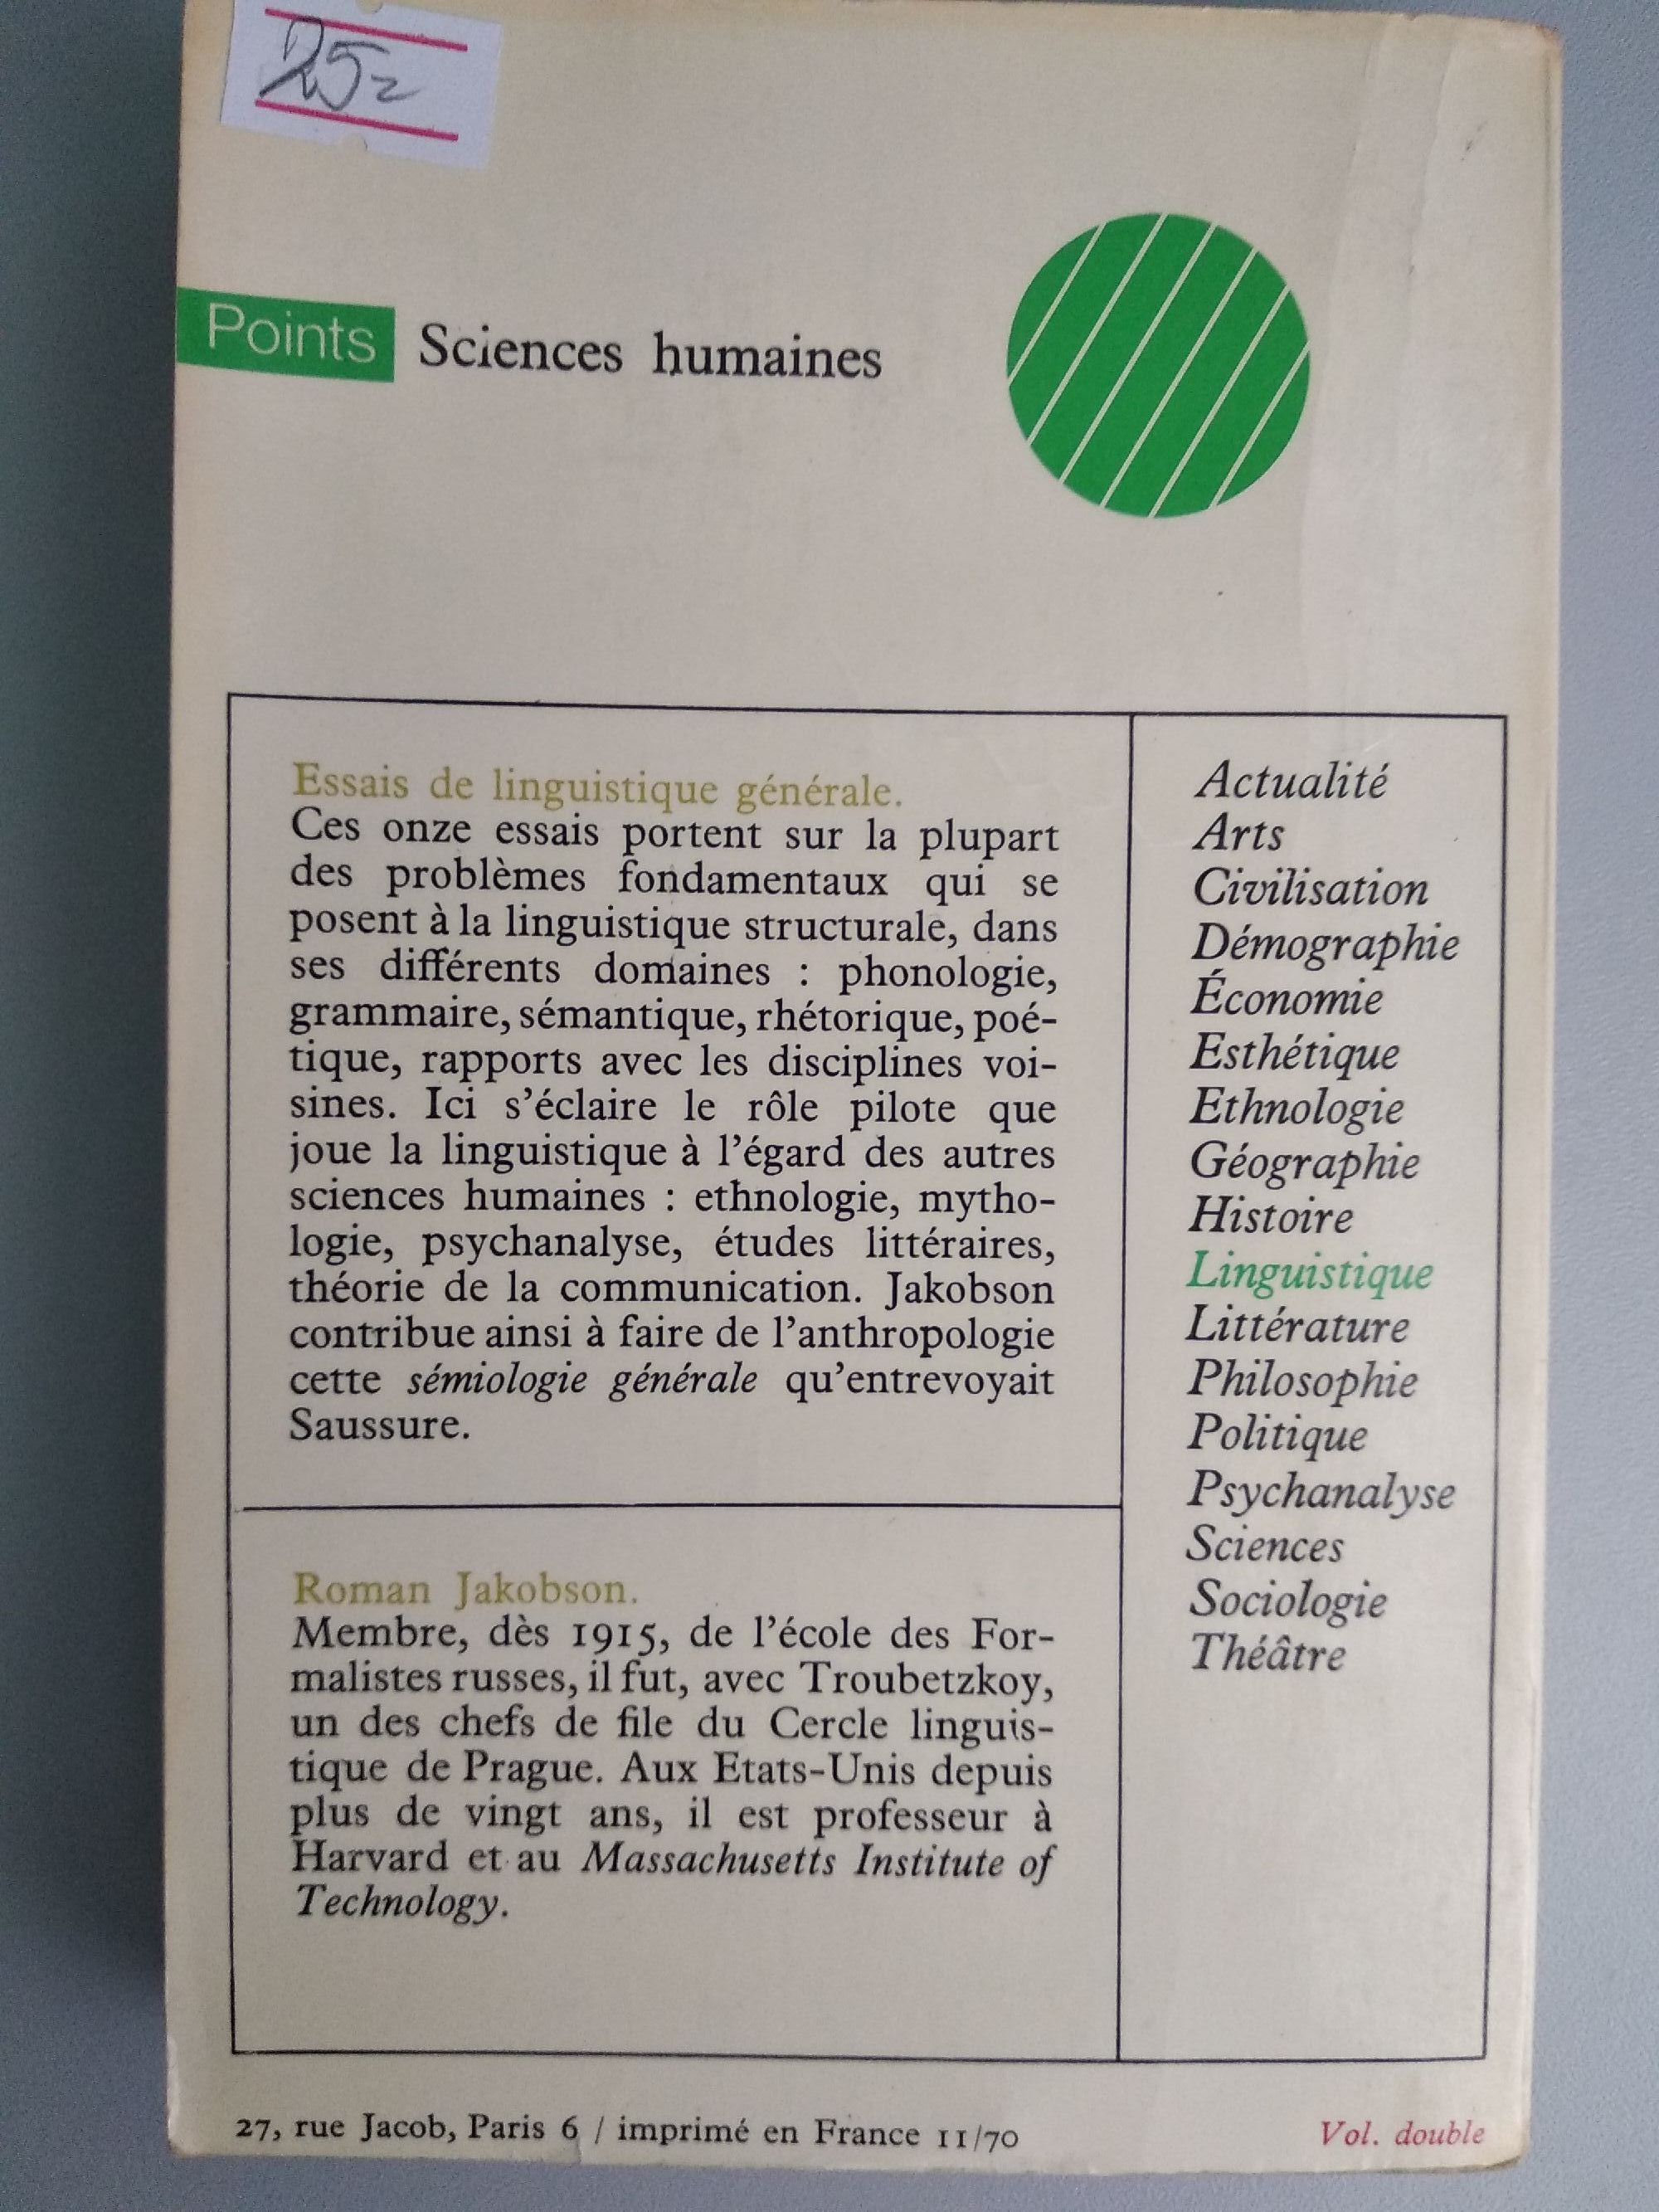 25=
Points Sciences humaines
Essais de linguistique générale.
Ces onze essais portent sur la plupart
des problèmes fondamentaux qui se
posent à la linguistique structurale, dans
ses différents domaines : phonologie,
grammaire, sémantique, rhétorique, poé-
tique, rapports avec les disciplines voi-
sines. Ici s'éclaire le rôle pilote que
joue la linguistique à l'égard des autres
sciences humaines : ethnologie, mytho-
logie, psychanalyse, études littéraires,
théorie de la communication. Jakobson
contribue ainsi à faire de l'anthropologie
cette sémiologie générale qu'entrevoyait
Saussure.
Roman Jakobson.
Membre, dès 1915, de l'école des For-
malistes russes, il fut, avec Troubetzkoy,
un des chefs de file du Cercle linguis-
tique de Prague. Aux Etats-Unis depuis
plus de vingt ans, il est professeur à
Harvard et au Massachusetts Institute of
Technology.
Actualité
Arts
Civilisation
Démographie
Économie
Esthétique
Ethnologie
Géographie
Histoire
Linguistique
Littérature
Philosophie
Politique
Psychanalyse
Sciences
Sociologie
Théâtre
27, rue Jacob, Paris 6 / imprimé en France 11/70
Vol. double